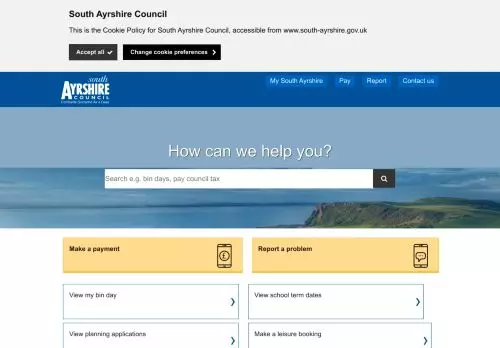 South Ayrshire Council
This is the Cookie Policy for South Ayrshire Council, accessible from www.south-ayrshire.gov.uk
Accept all
Change cookie preferences
south
AYRSHIRE
COUNCIL
My South Ayrshire
Pay
Report
Contact us
How can we help you?
Search e.g. bin days, pay council tax
Make a payment
Report a problem
View my bin day
View school term dates
View planning applications
Make a leisure booking